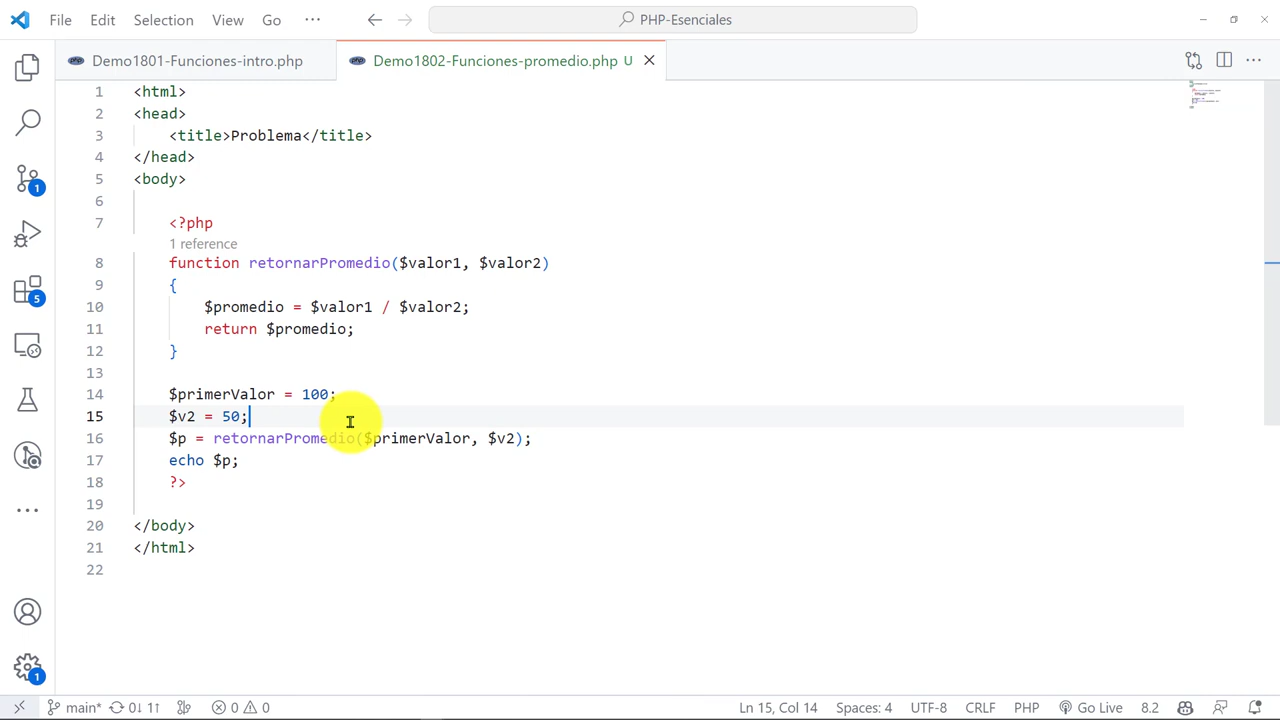 File Edit Selection View Go ··· PHP-Esenciales
Demo1801-Funciones-intro.php Demo1802-Funciones-promedio.php U
1 <html>
2 <head>
3 <title>Problema</title>
4 </head>
5 <body>
6
7 <?php
1 reference
8 function retornarPromedio($valor1, $valor2)
9 {
10 $promedio = $valor1 / $valor2;
11 return $promedio;
12 }
13
14 $primerValor = 100;
15 $v2 = 50;
16 $p = retornarPromedio($primerValor, $v2);
17 echo $p;
18 ?>
19
20 </body>
21 </html>
22
1
5
1
main* 0↓ 1↑ 0 0 Ln 15, Col 14 Spaces: 4 UTF-8 CRLF PHP Go Live 8.2